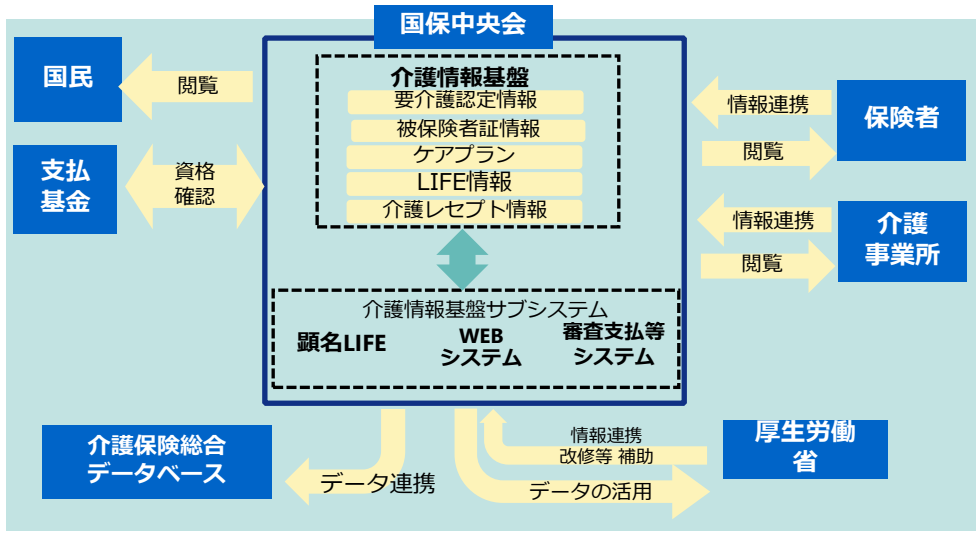 国保中央会
国民
閲覧
支払
基金
資格
確認
介護情報基盤
要介護認定情報
被保険者証情報
ケアプラン
LIFE情報
介護レセプト情報
情報連携
閲覧
保険者
情報連携
閲覧
介護
事業所
介護情報基盤サブシステム
顕名LIFE
WEB
システム
審査支払等
システム
介護保険総合
データベース
データ連携
情報連携
改修等 補助
データの活用
厚生労働
省